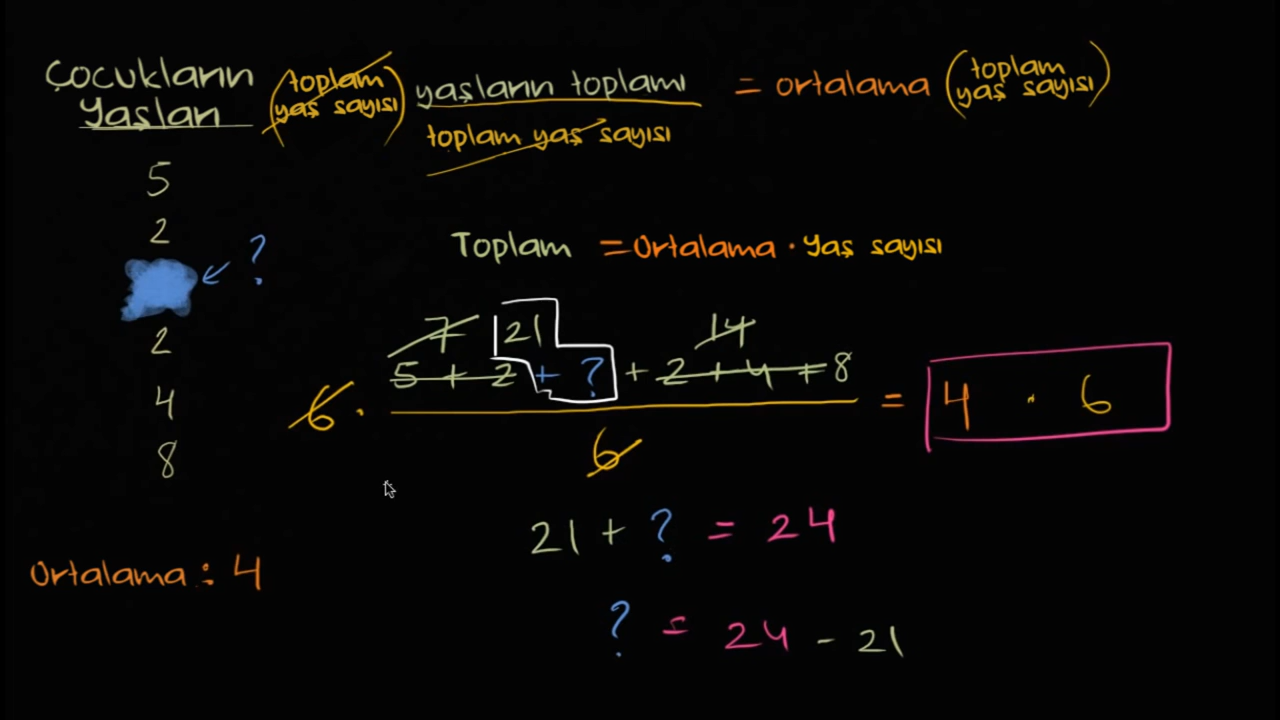 Çocukların
Yaşları
(toplam
yaş sayısı)
yaşların toplamı
toplam yaş sayısı
= ortalama
(toplam
yaş sayısı)
5
2
?
2
4
8
Ortalama : 4
Toplam = Ortalama · Yaş sayısı
7 21 14
6 · 5 + 2 + ? + 2 + 4 + 8 = 4 · 6
6
21 + ? = 24
? = 24 - 21